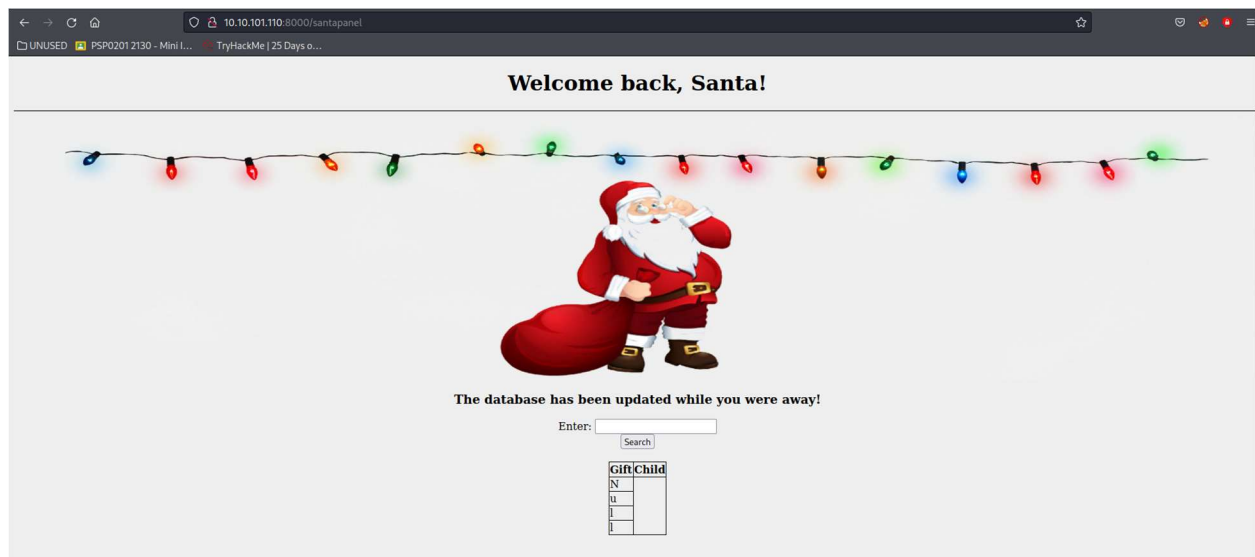 10.10.101.110:8000/santapanel
UNUSED PSP0201 2130 - Mini I... TryHackMe | 25 Days o...
Welcome back, Santa!
The database has been updated while you were away!
Enter:
Search
Gift Child
N
u
l
l